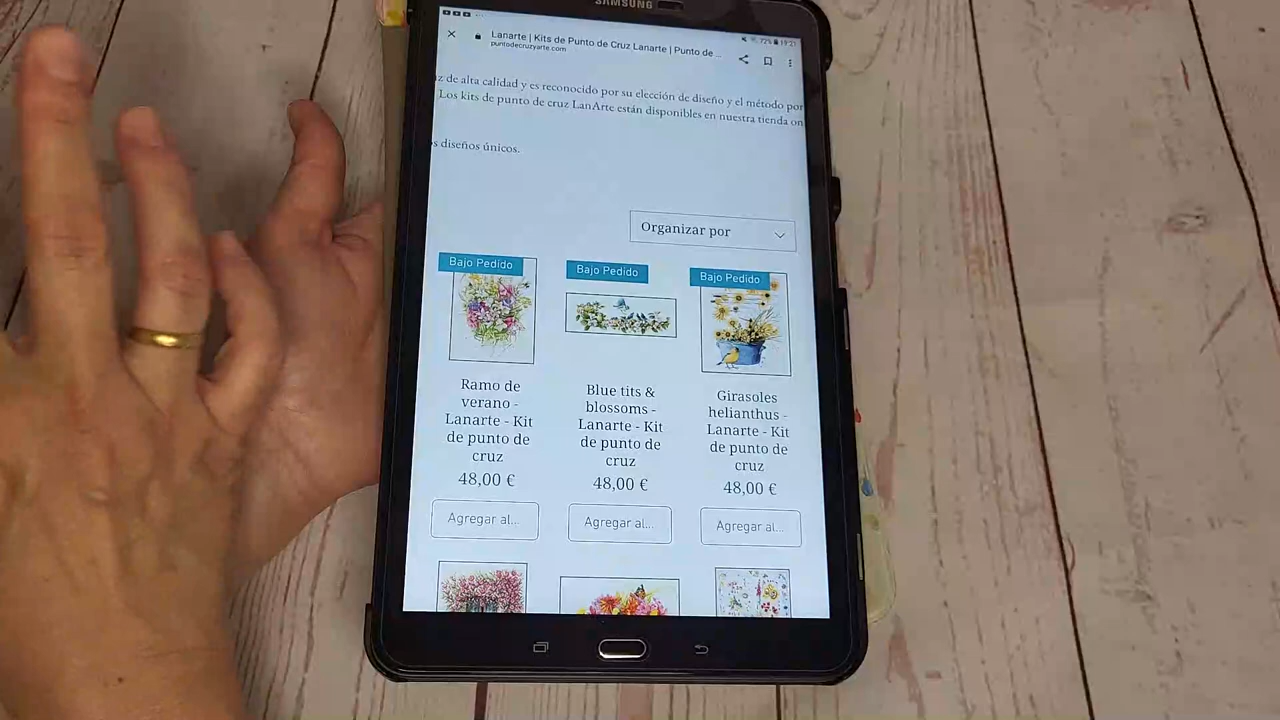 SAMSUNG
72% 19:21
Lanarte | Kits de Punto de Cruz Lanarte | Punto de ...
puntodecruzyarte.com
z de alta calidad y es reconocido por su elección de diseño y el método por
Los kits de punto de cruz LanArte están disponibles en nuestra tienda on
s diseños únicos.
Organizar por
Bajo Pedido
Bajo Pedido
Bajo Pedido
Ramo de
verano -
Lanarte - Kit
de punto de
cruz
48,00 €
Agregar al...
Blue tits &
blossoms -
Lanarte - Kit
de punto de
cruz
48,00 €
Agregar al...
Girasoles
helianthus -
Lanarte - Kit
de punto de
cruz
48,00 €
Agregar al...